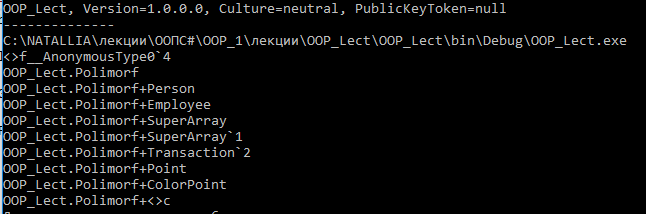 OOP_Lect, Version=1.0.0.0, Culture=neutral, PublicKeyToken=null
--------------
C:\NATALLIA\лекции\ООПС#\OOP_1\лекции\OOP_Lect\OOP_Lect\bin\Debug\OOP_Lect.exe
<>f__AnonymousType0`4
OOP_Lect.Polimorf
OOP_Lect.Polimorf+Person
OOP_Lect.Polimorf+Employee
OOP_Lect.Polimorf+SuperArray
OOP_Lect.Polimorf+SuperArray`1
OOP_Lect.Polimorf+Transaction`2
OOP_Lect.Polimorf+Point
OOP_Lect.Polimorf+ColorPoint
OOP_Lect.Polimorf+<>c